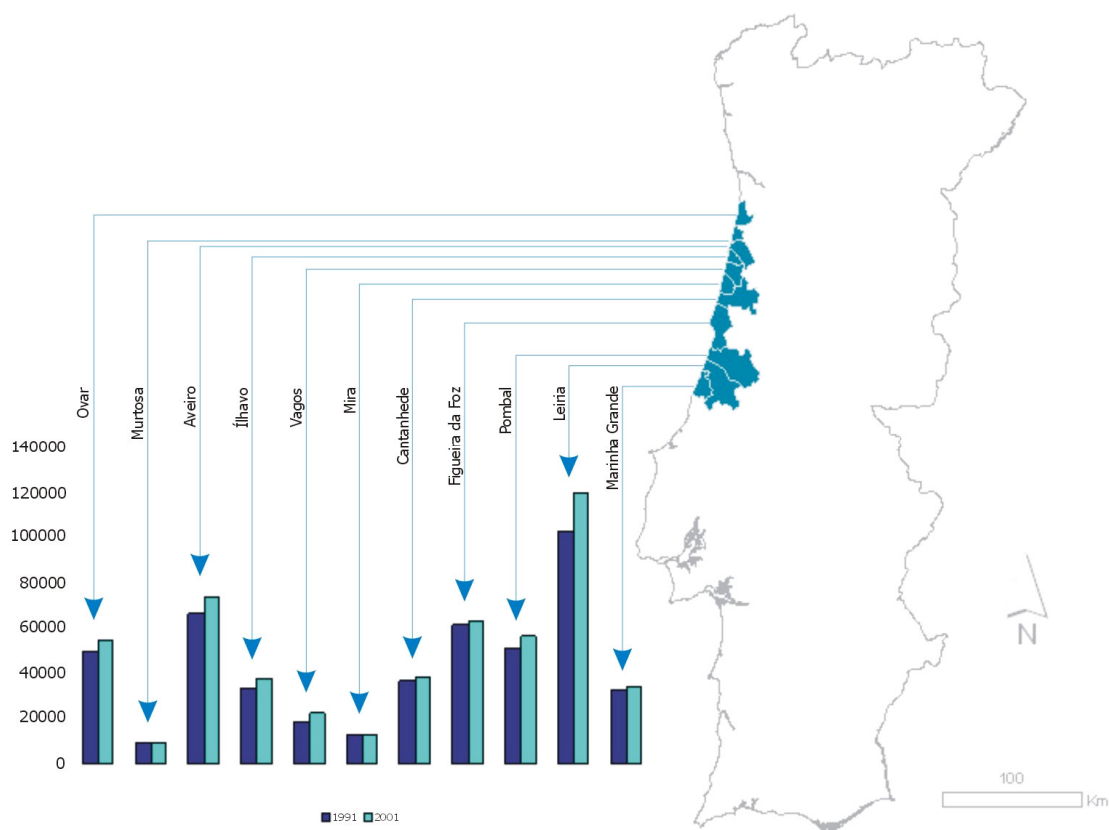 Ovar
Murtosa
Aveiro
Ílhavo
Vagos
Mira
Cantanhede
Figueira da Foz
Pombal
Leiria
Marinha Grande
140000
120000
100000
80000
60000
40000
20000
0
1991 2001
N
100
Km